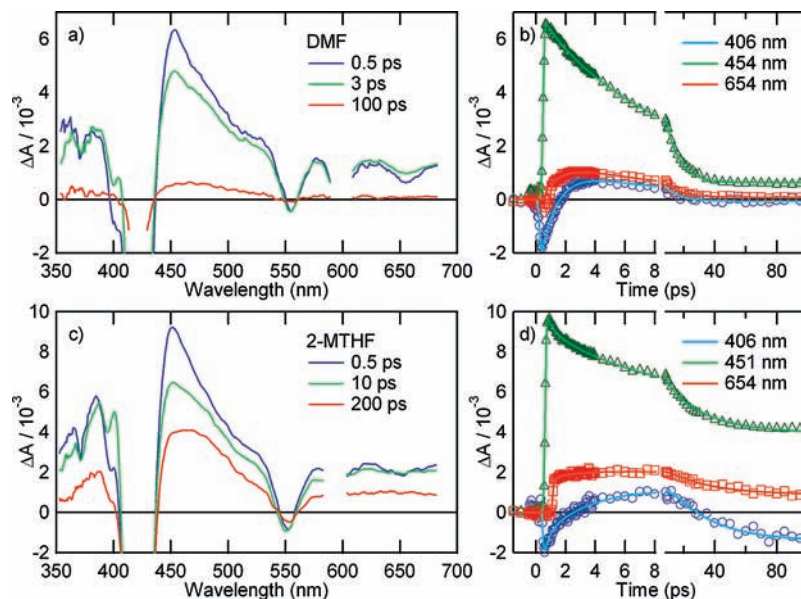 a)
DMF
0.5 ps
3 ps
100 ps
ΔA / 10⁻³
6
4
2
0
-2
350 400 450 500 550 600 650 700
Wavelength (nm)
b)
406 nm
454 nm
654 nm
6
4
2
0
-2
0 2 4 6 8 40 80
Time (ps)
c)
2-MTHF
0.5 ps
10 ps
200 ps
ΔA / 10⁻³
10
8
6
4
2
0
-2
350 400 450 500 550 600 650 700
Wavelength (nm)
d)
406 nm
451 nm
654 nm
10
8
6
4
2
0
-2
0 2 4 6 8 40 80
Time (ps)